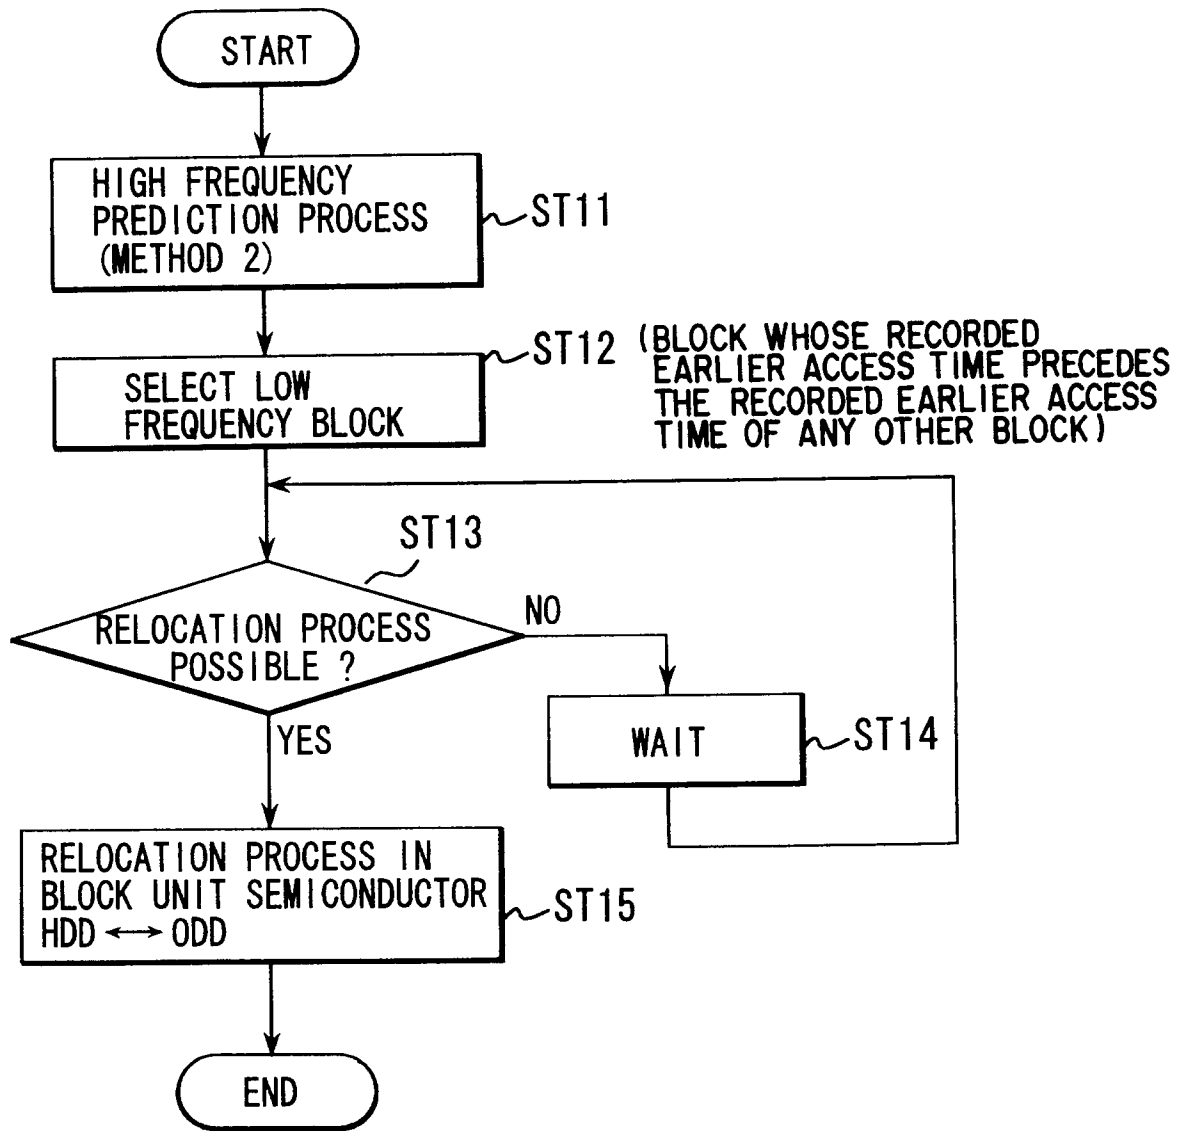 START
HIGH FREQUENCY
PREDICTION PROCESS
(METHOD 2)
ST11
SELECT LOW
FREQUENCY BLOCK
ST12
(BLOCK WHOSE RECORDED
EARLIER ACCESS TIME PRECEDES
THE RECORDED EARLIER ACCESS
TIME OF ANY OTHER BLOCK)
ST13
RELOCATION PROCESS
POSSIBLE ?
NO
YES
WAIT
ST14
RELOCATION PROCESS IN
BLOCK UNIT SEMICONDUCTOR
HDD ↔ ODD
ST15
END